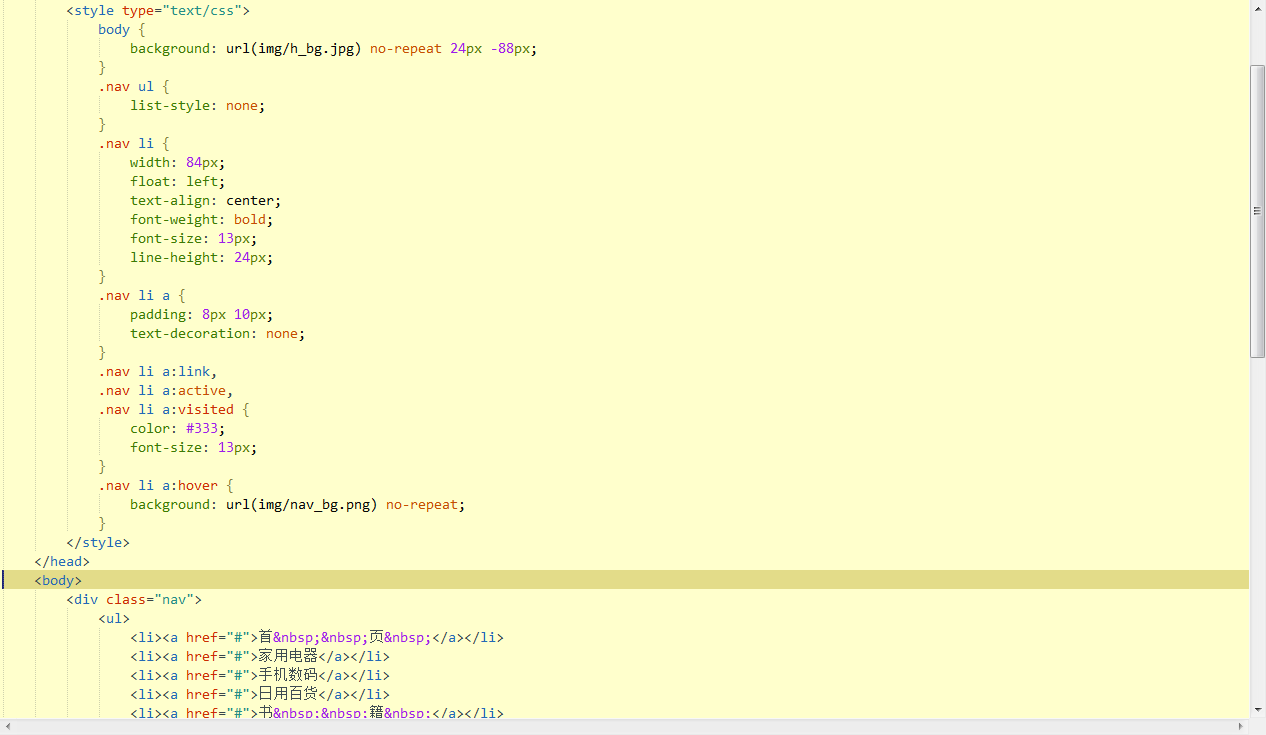 <style type="text/css">
body {
background: url(img/h_bg.jpg) no-repeat 24px -88px;
}
.nav ul {
list-style: none;
}
.nav li {
width: 84px;
float: left;
text-align: center;
font-weight: bold;
font-size: 13px;
line-height: 24px;
}
.nav li a {
padding: 8px 10px;
text-decoration: none;
}
.nav li a:link,
.nav li a:active,
.nav li a:visited {
color: #333;
font-size: 13px;
}
.nav li a:hover {
background: url(img/nav_bg.png) no-repeat;
}
</style>
</head>
<body>
<div class="nav">
<ul>
<li><a href="#">首&nbsp;&nbsp;页&nbsp;</a></li>
<li><a href="#">家用电器</a></li>
<li><a href="#">手机数码</a></li>
<li><a href="#">日用百货</a></li>
<li><a href="#">书&nbsp;&nbsp;籍&nbsp;</a></li>